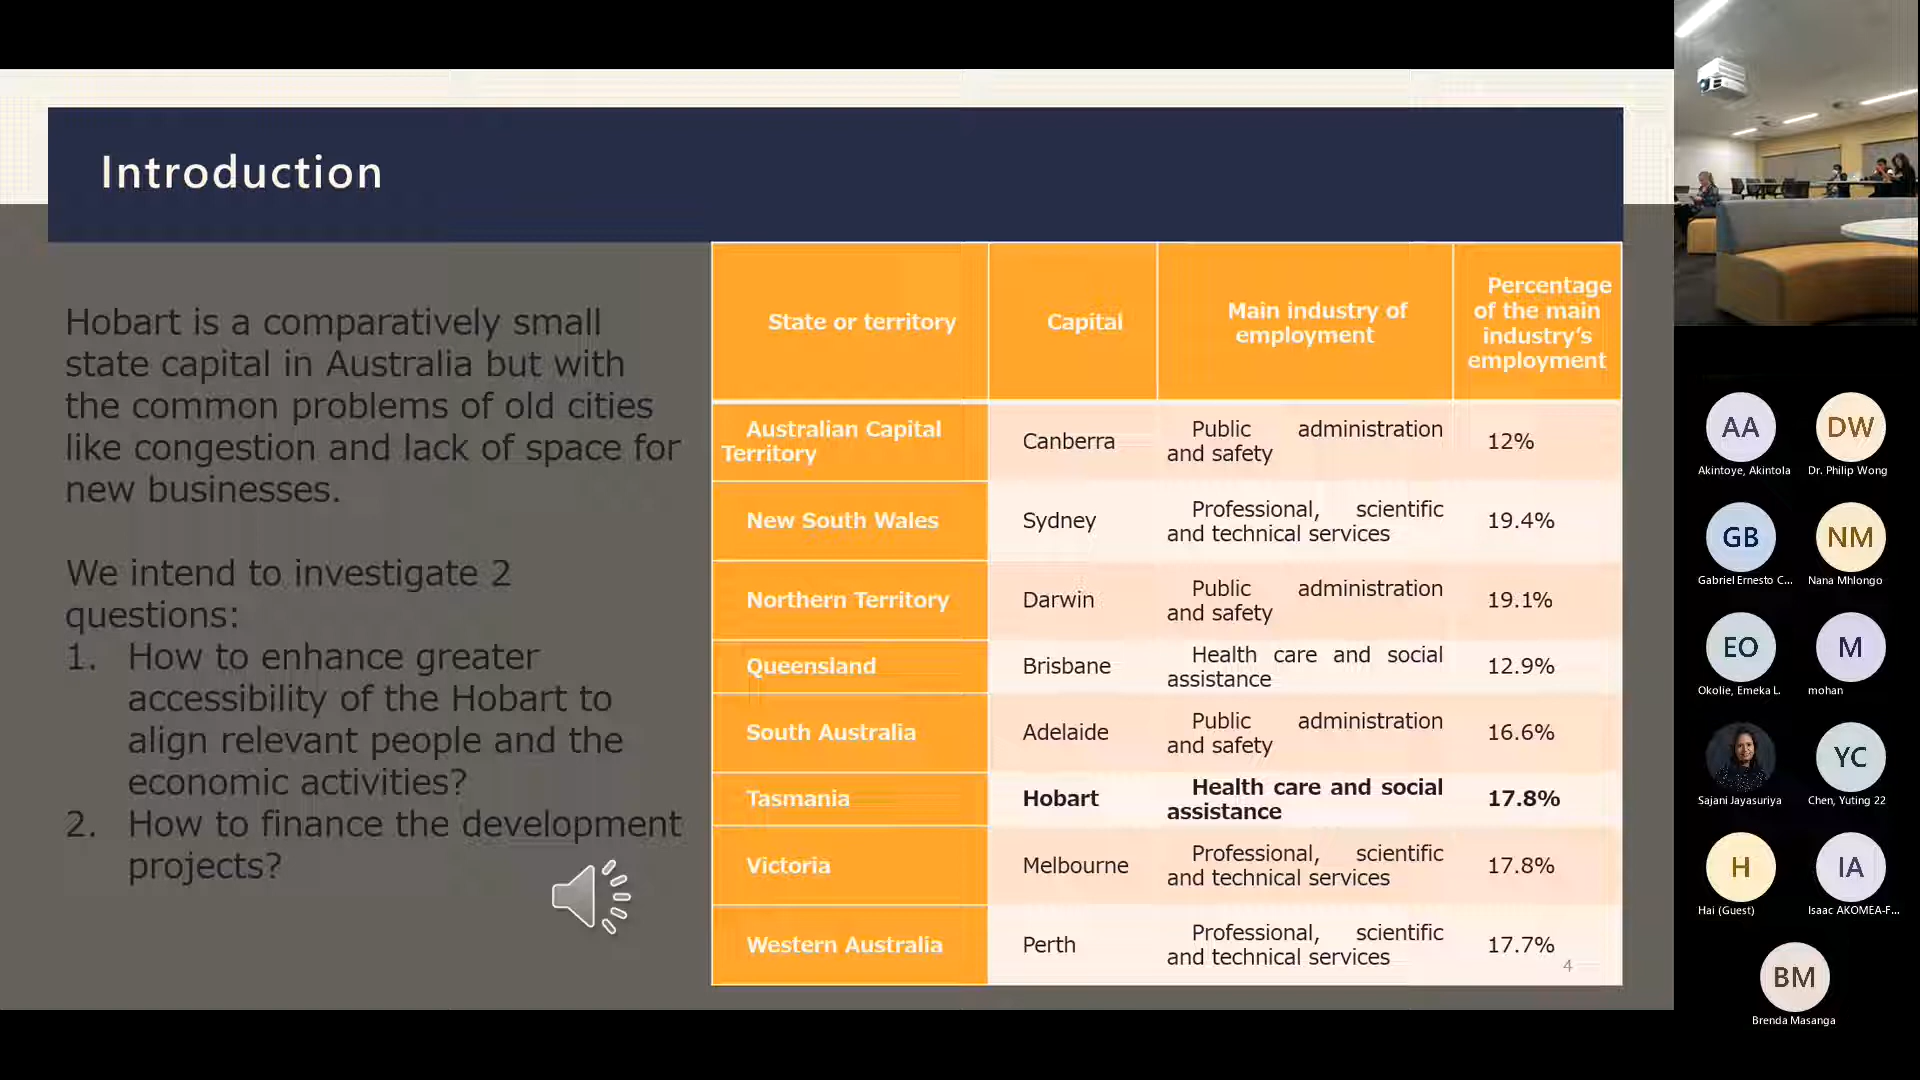 Introduction
Hobart is a comparatively small
state capital in Australia but with
the common problems of old cities
like congestion and lack of space for
new businesses.
We intend to investigate 2
questions:
1. How to enhance greater
accessibility of the Hobart to
align relevant people and the
economic activities?
2. How to finance the development
projects?
State or territory
Capital
Main industry of
employment
Percentage
of the main
industry’s
employment
Australian Capital
Territory
Canberra
Public administration
and safety
12%
New South Wales
Sydney
Professional, scientific
and technical services
19.4%
Northern Territory
Darwin
Public administration
and safety
19.1%
Queensland
Brisbane
Health care and social
assistance
12.9%
South Australia
Adelaide
Public administration
and safety
16.6%
Tasmania
Hobart
Health care and social
assistance
17.8%
Victoria
Melbourne
Professional, scientific
and technical services
17.8%
Western Australia
Perth
Professional, scientific
and technical services
17.7%
4
AA
Akintoye, Akintola
DW
Dr. Philip Wong
GB
Gabriel Ernesto C...
NM
Nana Mhlongo
EO
Okolie, Emeka L.
M
mohan
Sajani Jayasuriya
YC
Chen, Yuting 22
H
Hai (Guest)
IA
Isaac AKOMEA-F...
BM
Brenda Masanga